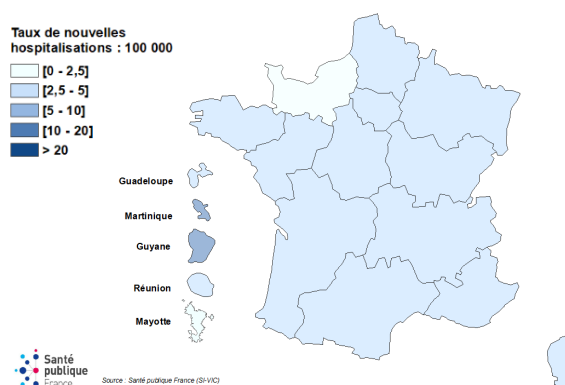 Taux de nouvelles
hospitalisations : 100 000
[0 - 2,5]
[2,5 - 5]
[5 - 10]
[10 - 20]
> 20
Guadeloupe
Martinique
Guyane
Réunion
Mayotte
Santé
publique
France
Source : Santé publique France (SI-VIC)